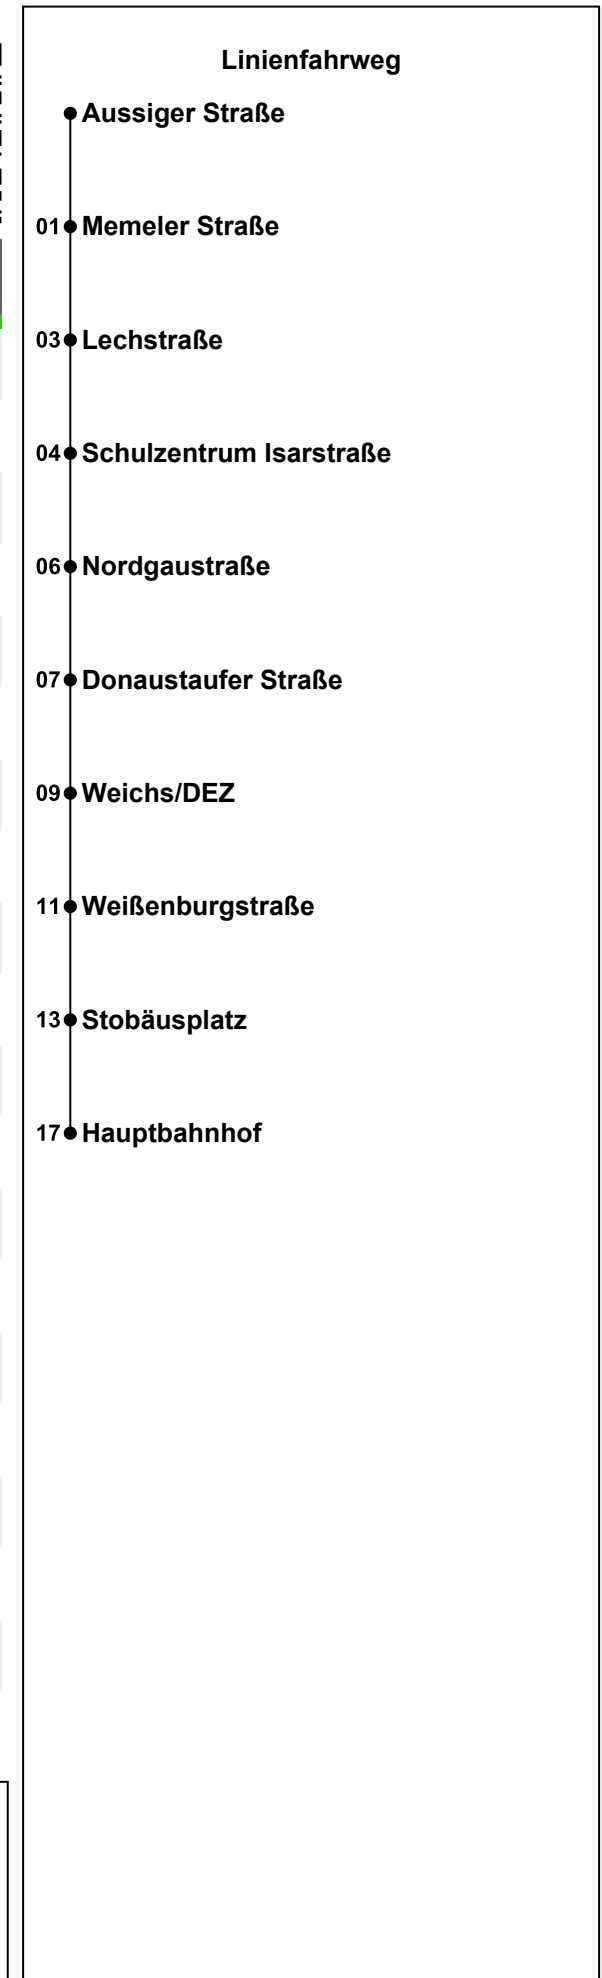 Linienfahrweg
Aussiger Straße
01 Memeler Straße
03 Lechstraße
04 Schulzentrum Isarstraße
06 Nordgaustraße
07 Donaustaufer Straße
09 Weichs/DEZ
11 Weißenburgstraße
13 Stobäusplatz
17 Hauptbahnhof